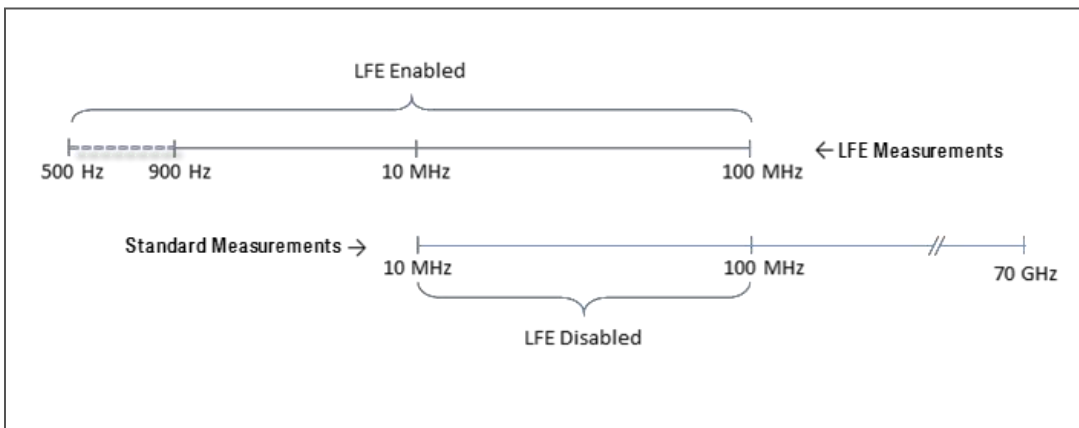 LFE Enabled
500 Hz 900 Hz 10 MHz 100 MHz
← LFE Measurements
Standard Measurements →
10 MHz 100 MHz 70 GHz
LFE Disabled